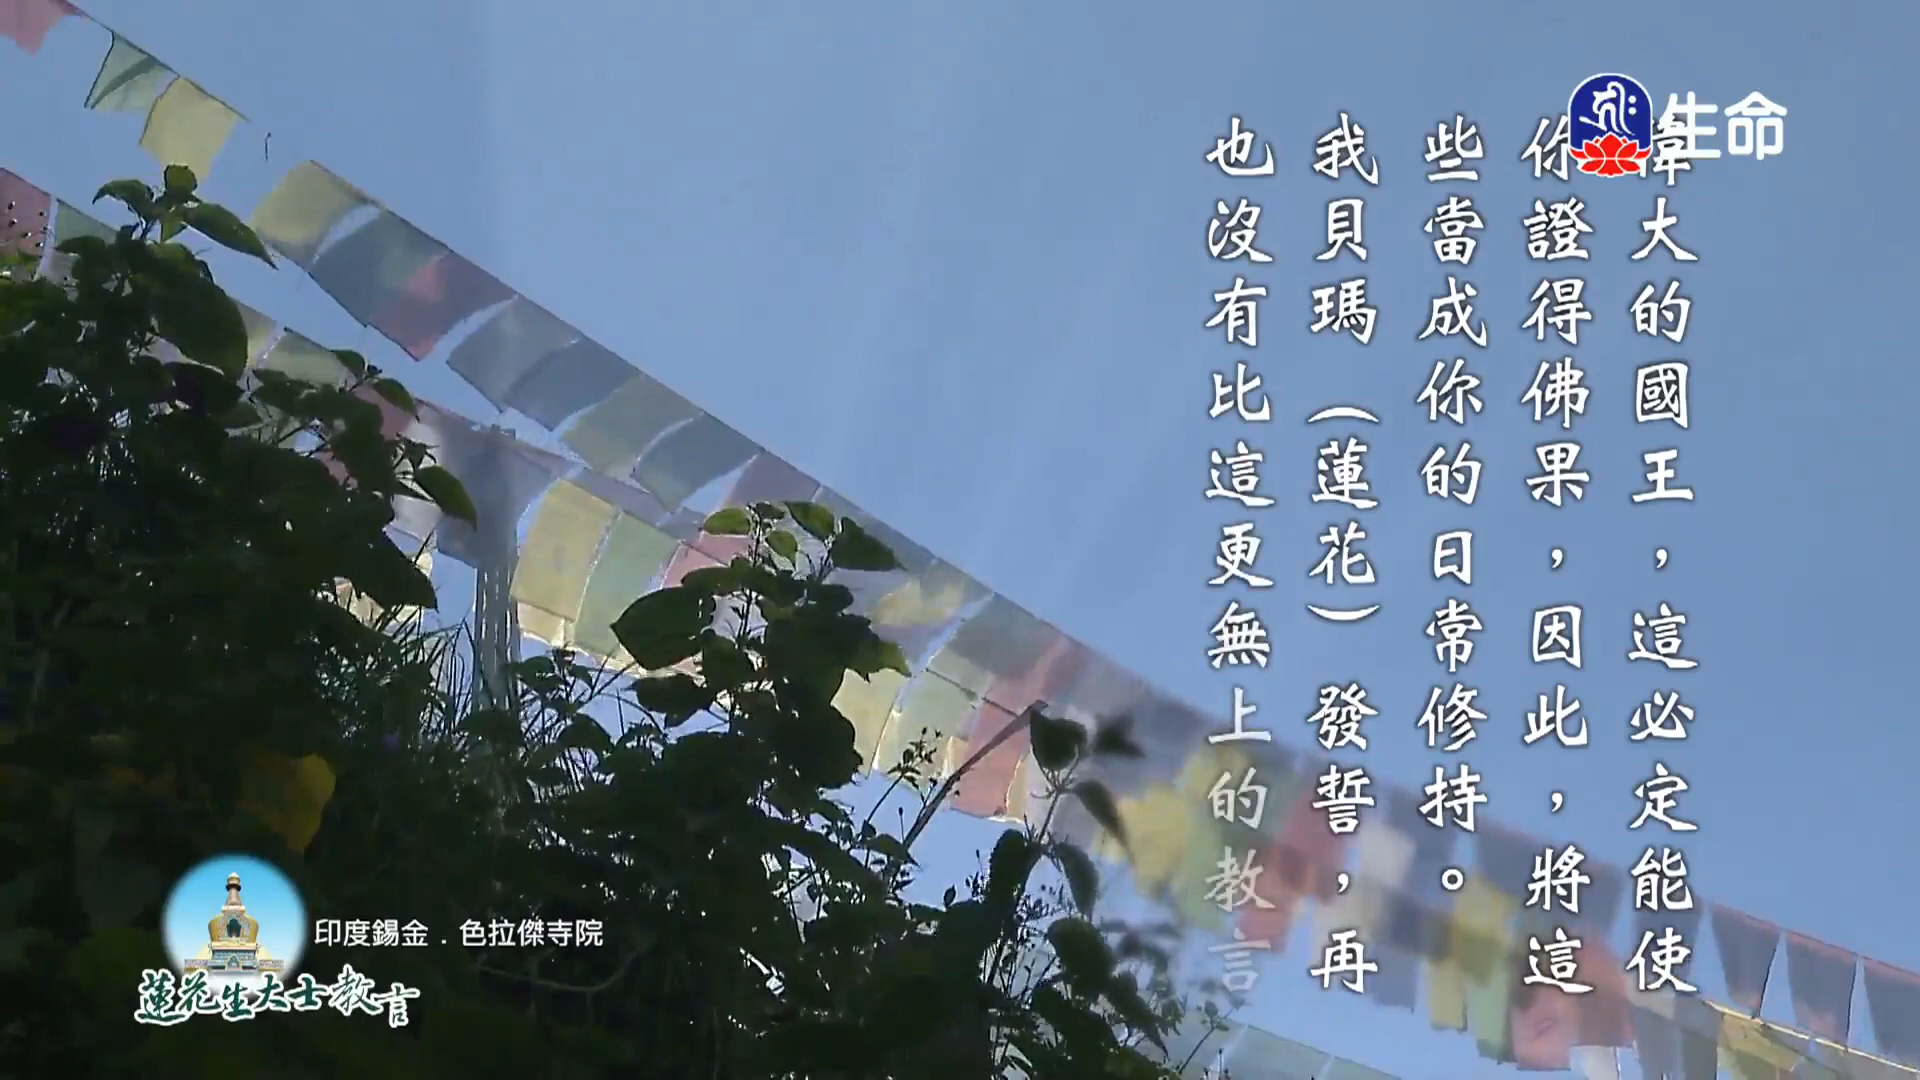 偉大的國王，這必定能使
你證得佛果，因此，將這
些當成你的日常修持。
我貝瑪（蓮花）發誓，再
也沒有比這更無上的教言
生命
印度錫金．色拉傑寺院
蓮花生大士教言